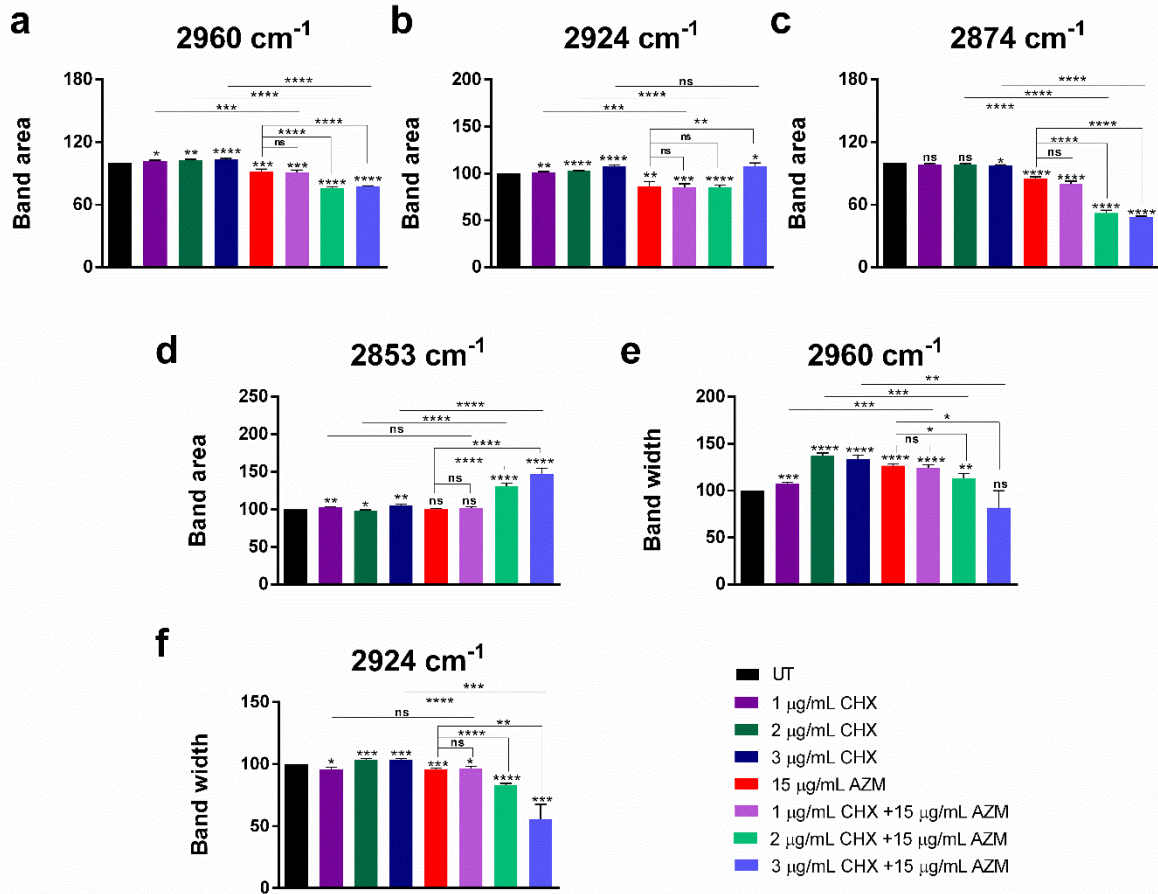 a
2960 cm-1
Band area
180
120
60
0
****
****
***
****
****
ns
* ** **** *** *** **** ****
b
2924 cm-1
Band area
200
150
100
50
0
ns
****
***
**
ns
ns
** **** **** ** *** **** *
c
2874 cm-1
Band area
180
120
60
0
****
****
****
****
****
ns
ns ns * **** **** **** ****
d
2853 cm-1
Band area
250
200
150
100
50
0
****
****
ns
****
****
ns
** * ** ns ns **** ****
e
2960 cm-1
Band width
200
150
100
50
0
**
***
***
*
*
ns
*** **** **** **** **** ** ns
f
2924 cm-1
Band width
150
100
50
0
***
****
ns
**
****
ns
* *** *** *** * **** ***
UT
1 μg/mL CHX
2 μg/mL CHX
3 μg/mL CHX
15 μg/mL AZM
1 μg/mL CHX +15 μg/mL AZM
2 μg/mL CHX +15 μg/mL AZM
3 μg/mL CHX +15 μg/mL AZM